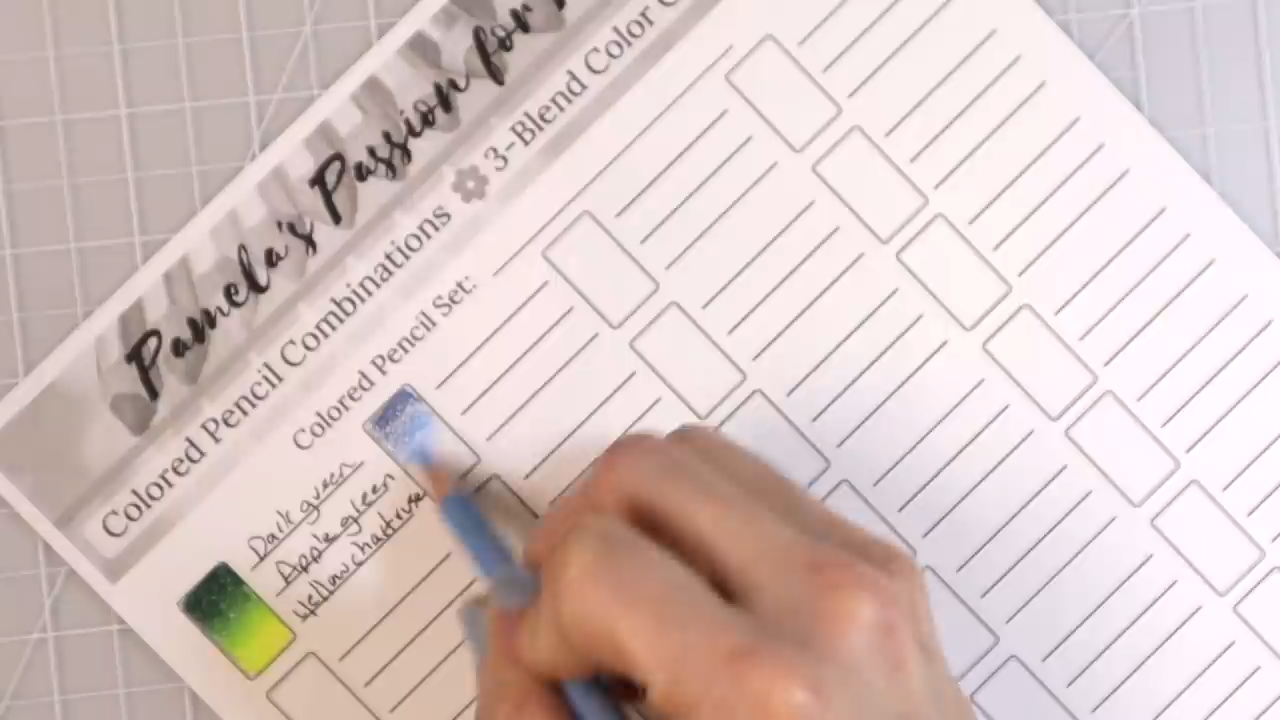 Pamela's Passion for
Colored Pencil Combinations 3-Blend Color
Colored Pencil Set:
Dark green
Apple green
Yellow chartreuse